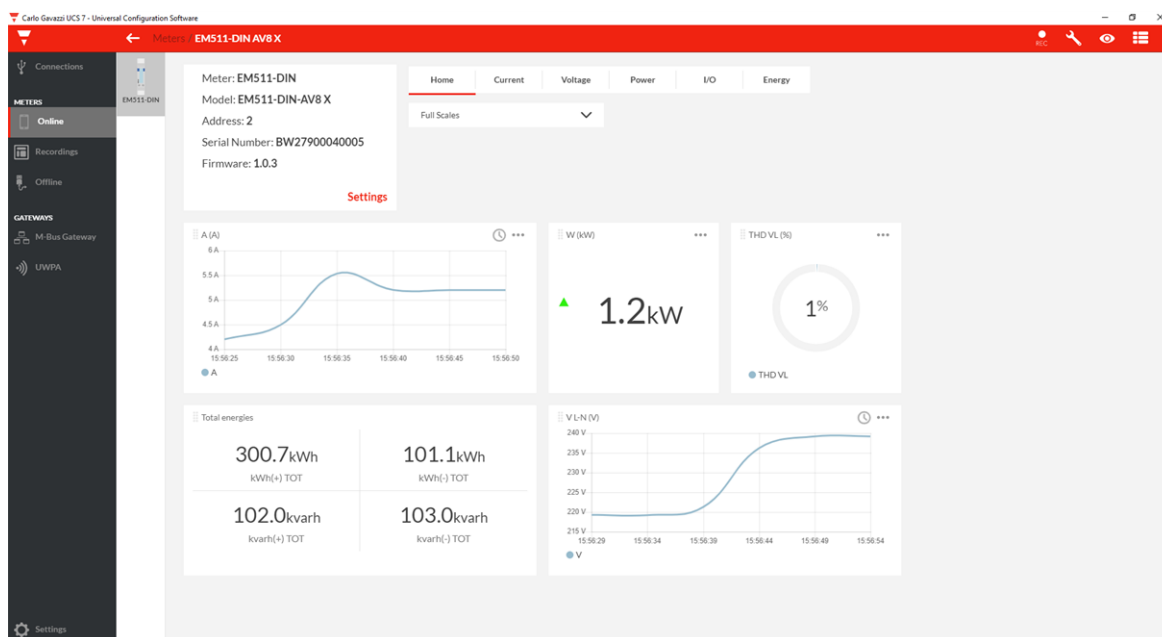 Carlo Gavazzi UCS 7 - Universal Configuration Software
Meters / EM511-DIN AV8 X
REC
Connections
METERS
Online
Recordings
Offline
GATEWAYS
M-Bus Gateway
UWPA
Settings
EM511-DIN
Meter: EM511-DIN
Model: EM511-DIN-AV8 X
Address: 2
Serial Number: BW27900040005
Firmware: 1.0.3
Settings
Home Current Voltage Power I/O Energy
Full Scales
A (A)
6 A
5.5 A
5 A
4.5 A
4 A
15:56:25 15:56:30 15:56:35 15:56:40 15:56:45 15:56:50
A
W (kW)
1.2kW
THD VL (%)
1%
THD VL
Total energies
300.7kWh
kWh(+) TOT
101.1kWh
kWh(-) TOT
102.0kvarh
kvarh(+) TOT
103.0kvarh
kvarh(-) TOT
V L-N (V)
240 V
235 V
230 V
225 V
220 V
215 V
15:56:29 15:56:34 15:56:39 15:56:44 15:56:49 15:56:54
V